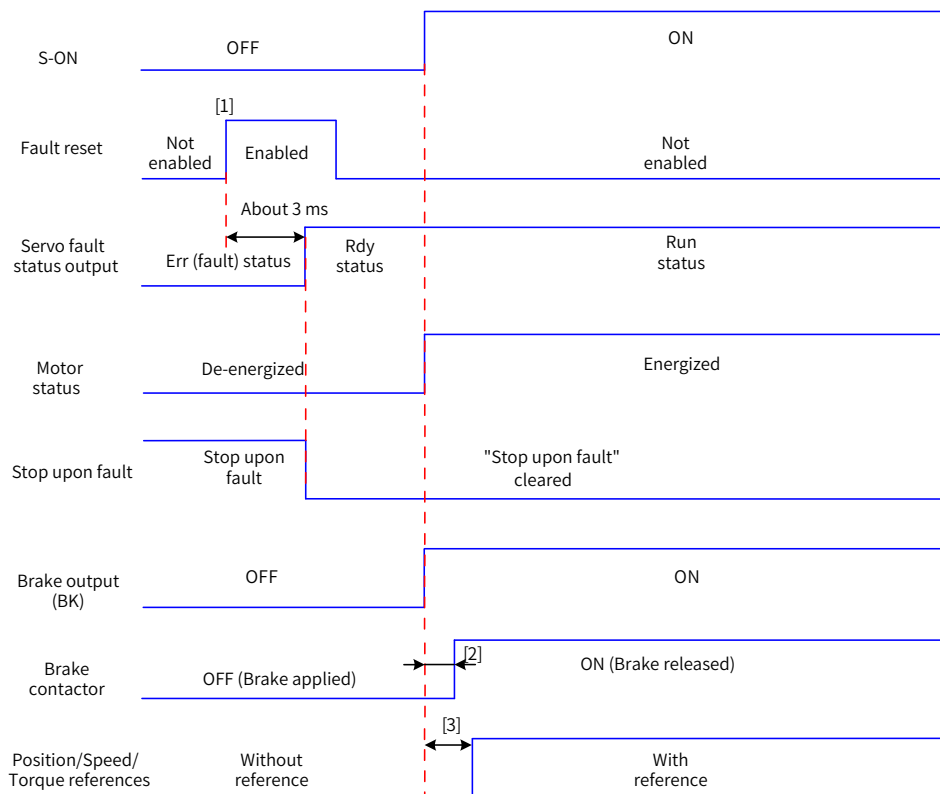 S-ON
OFF
ON
[1]
Fault reset
Not
enabled
Enabled
Not
enabled
About 3 ms
Servo fault
status output
Err (fault) status
Rdy
status
Run
status
Motor
status
De-energized
Energized
Stop upon fault
Stop upon
fault
"Stop upon fault"
cleared
Brake output
(BK)
OFF
ON
Brake
contactor
OFF (Brake applied)
[2]
ON (Brake released)
[3]
Position/Speed/
Torque references
Without
reference
With
reference